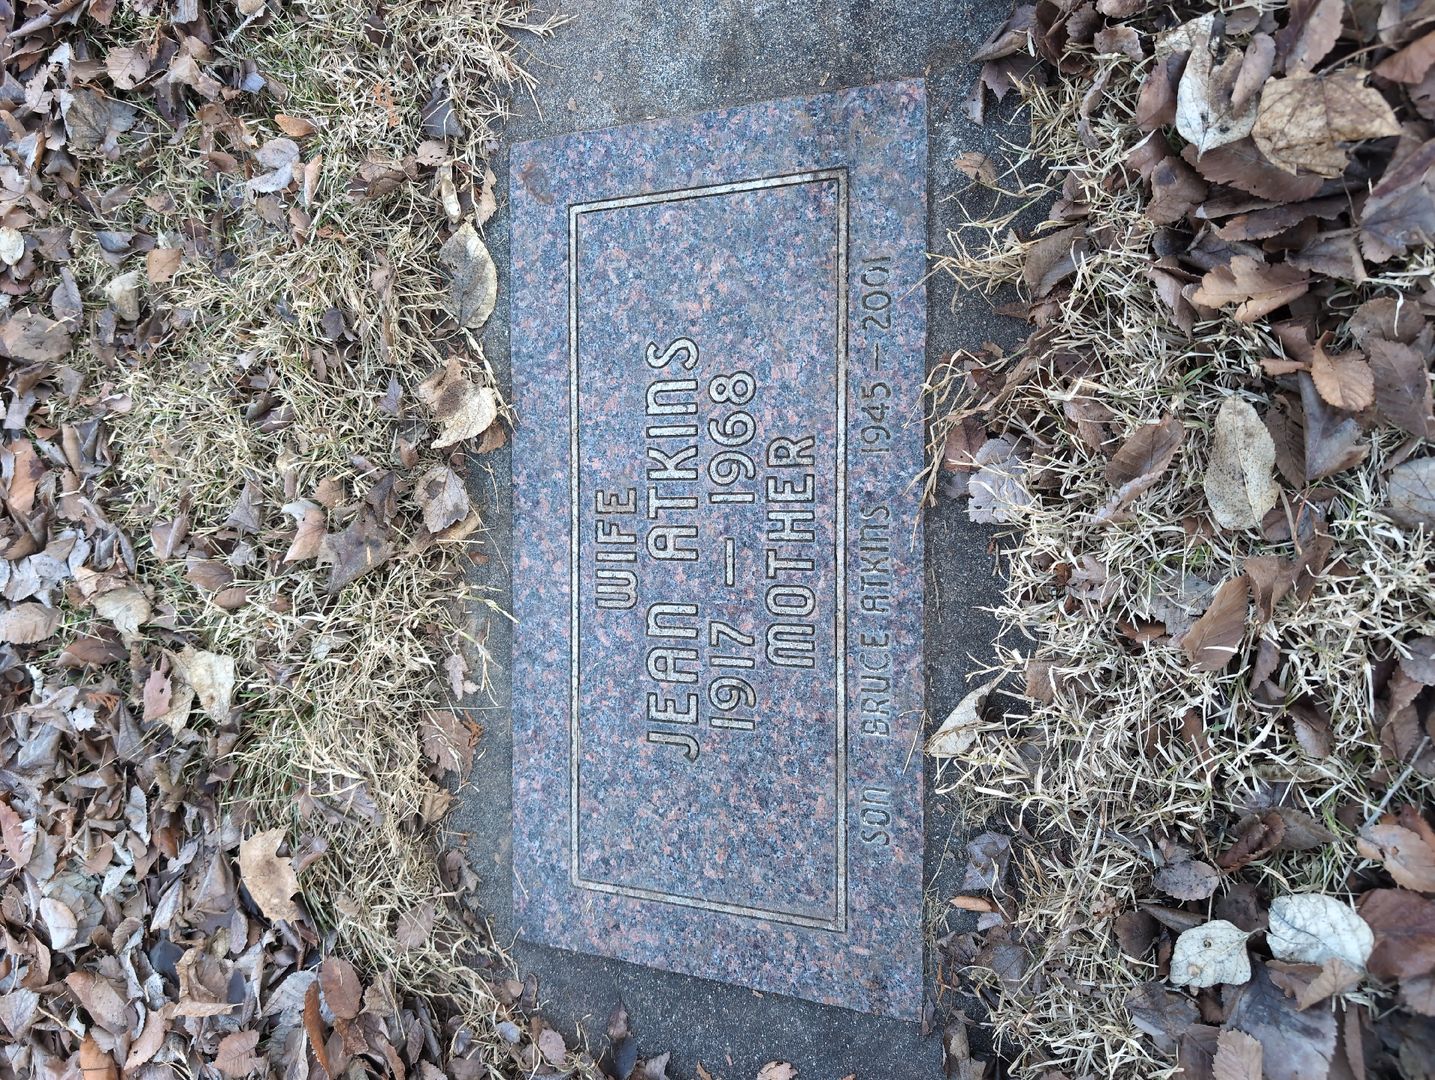 WIFE
JEAN ATKINS
1917 — 1968
MOTHER
SON BRUCE ATKINS 1945 — 2001